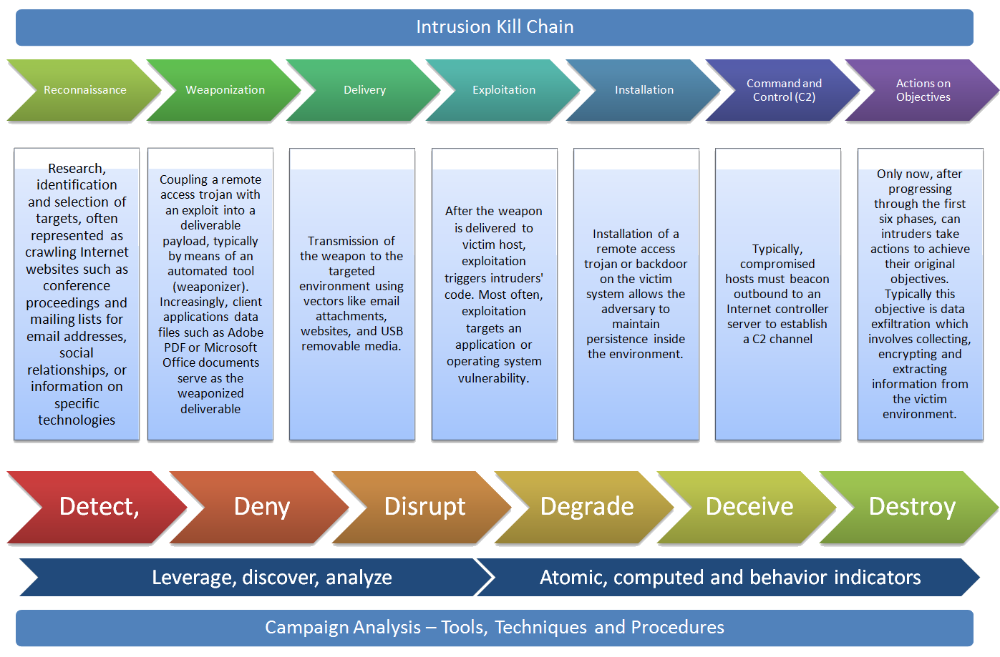 Intrusion Kill Chain
Reconnaissance
Weaponization
Delivery
Exploitation
Installation
Command and
Control (C2)
Actions on
Objectives
Research,
identification
and selection of
targets, often
represented as
crawling Internet
websites such as
conference
proceedings and
mailing lists for
email addresses,
social
relationships, or
information on
specific
technologies
Coupling a remote
access trojan with
an exploit into a
deliverable
payload, typically
by means of an
automated tool
(weaponizer).
Increasingly, client
applications data
files such as Adobe
PDF or Microsoft
Office documents
serve as the
weaponized
deliverable
Transmission of
the weapon to the
targeted
environment using
vectors like email
attachments,
websites, and USB
removable media.
After the weapon
is delivered to
victim host,
exploitation
triggers intruders'
code. Most often,
exploitation
targets an
application or
operating system
vulnerability.
Installation of a
remote access
trojan or backdoor
on the victim
system allows the
adversary to
maintain
persistence inside
the environment.
Typically,
compromised
hosts must beacon
outbound to an
Internet controller
server to establish
a C2 channel
Only now, after
progressing
through the first
six phases, can
intruders take
actions to achieve
their original
objectives.
Typically this
objective is data
exfiltration which
involves collecting,
encrypting and
extracting
information from
the victim
environment.
Detect,
Deny
Disrupt
Degrade
Deceive
Destroy
Leverage, discover, analyze
Atomic, computed and behavior indicators
Campaign Analysis – Tools, Techniques and Procedures